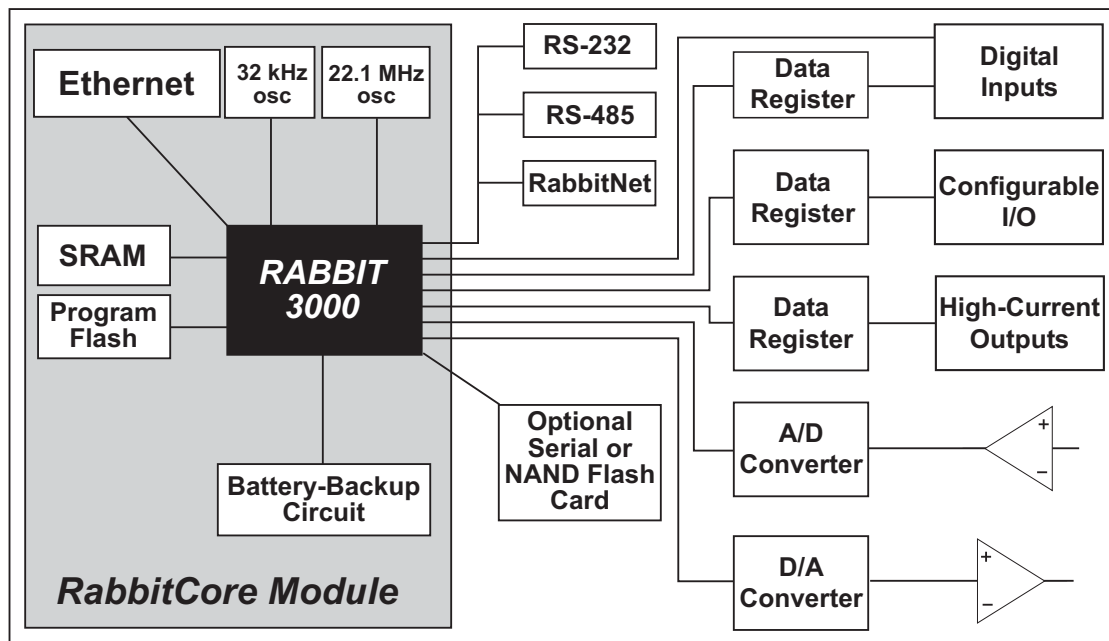 Ethernet
32 kHz
osc
22.1 MHz
osc
SRAM
Program
Flash
RABBIT
3000
Battery-Backup
Circuit
RabbitCore Module
RS-232
RS-485
RabbitNet
Optional
Serial or
NAND Flash
Card
Data
Register
Digital
Inputs
Data
Register
Configurable
I/O
Data
Register
High-Current
Outputs
A/D
Converter
+
−
D/A
Converter
+
−